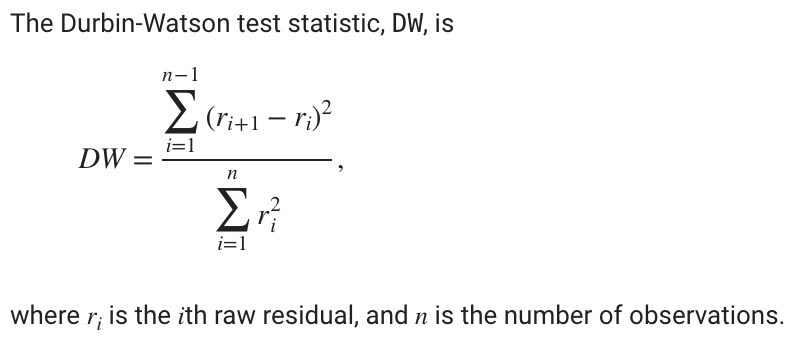 The Durbin-Watson test statistic, DW, is
$DW = \frac{\sum_{i=1}^{n-1} (r_{i+1} - r_i)^2}{\sum_{i=1}^{n} r_i^2},$
where $r_i$ is the $i$th raw residual, and $n$ is the number of observations.